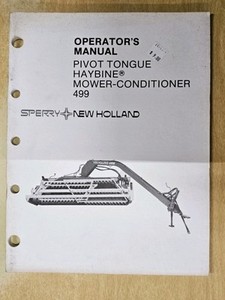 OPERATOR'S
MANUAL
PIVOT TONGUE
HAYBINE®
MOWER-CONDITIONER
499
SPERRY NEW HOLLAND